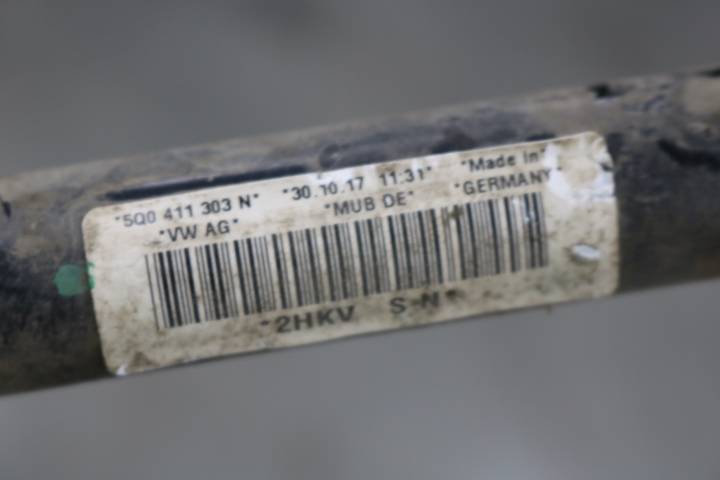 "5Q0 411 303 N" "30.10.17 11:31" "Made in"
"VW AG" "MUB DE" "GERMANY"
"2HKV S-N"